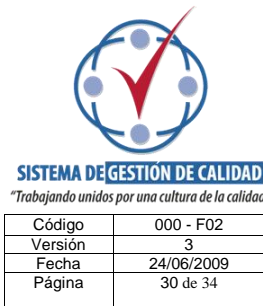 SISTEMA DE GESTIÓN DE CALIDAD
"Trabajando unidos por una cultura de la calidad
Código 000 - F02
Versión 3
Fecha 24/06/2009
Página 30 de 34